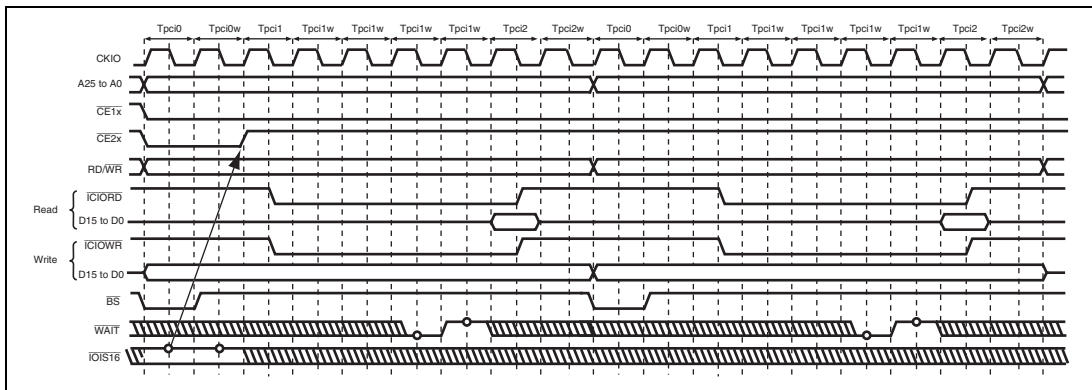 Tpci0 Tpci0w Tpci1 Tpci1w Tpci1w Tpci1w Tpci1w Tpci2 Tpci2w Tpci0 Tpci0w Tpci1 Tpci1w Tpci1w Tpci1w Tpci1w Tpci2 Tpci2w
CKIO
A25 to A0
CE1x
CE2x
RD/WR
Read
ICIORD
D15 to D0
Write
ICIOWR
D15 to D0
BS
WAIT
IOIS16